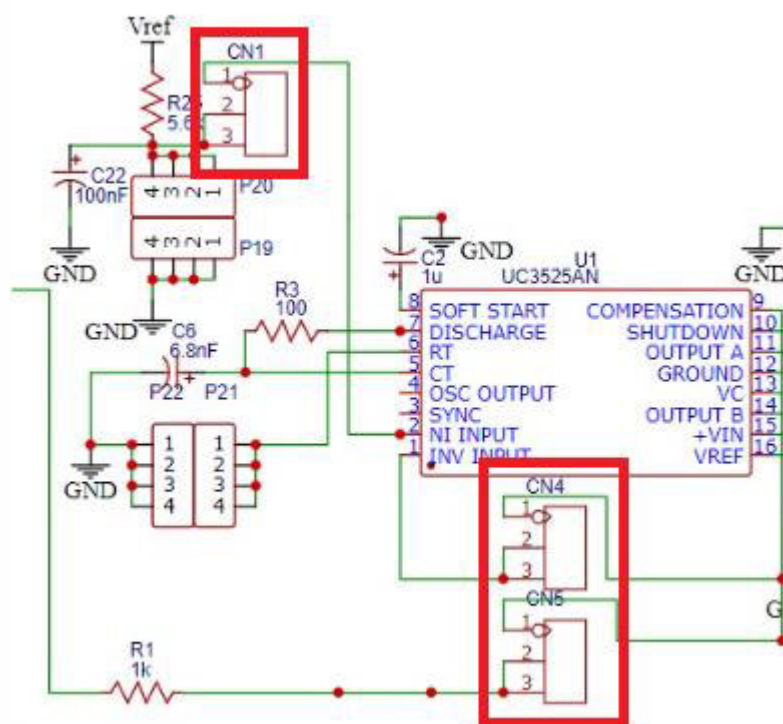 Vref
CN1
1
2
3
C22
100nF
4 3 2 1
P20
4 3 2 1
P19
GND
GND
C2
1u
GND
U1
UC3525AN
GND
R3
100
C6
6.8nF
P22
P21
1 1
2 2
3 3
4 4
GND
8 SOFT START
7 DISCHARGE
6 RT
5 CT
4 OSC OUTPUT
3 SYNC
2 NI INPUT
1 INV INPUT
COMPENSATION 9
SHUTDOWN 10
OUTPUT A 11
GROUND 12
VC 13
OUTPUT B 14
+VIN 15
VREF 16
CN4
1
2
3
CN5
1
2
3
R1
1k